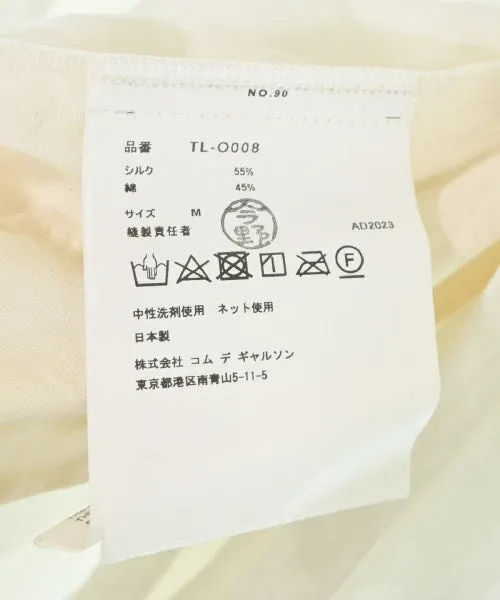 NO.90
品番 TL-O008
シルク 55%
綿 45%
サイズ M
今野
縫製責任者
AD2023
F
中性洗剤使用 ネット使用
日本製
株式会社 コム デ ギャルソン
東京都港区南青山5-11-5